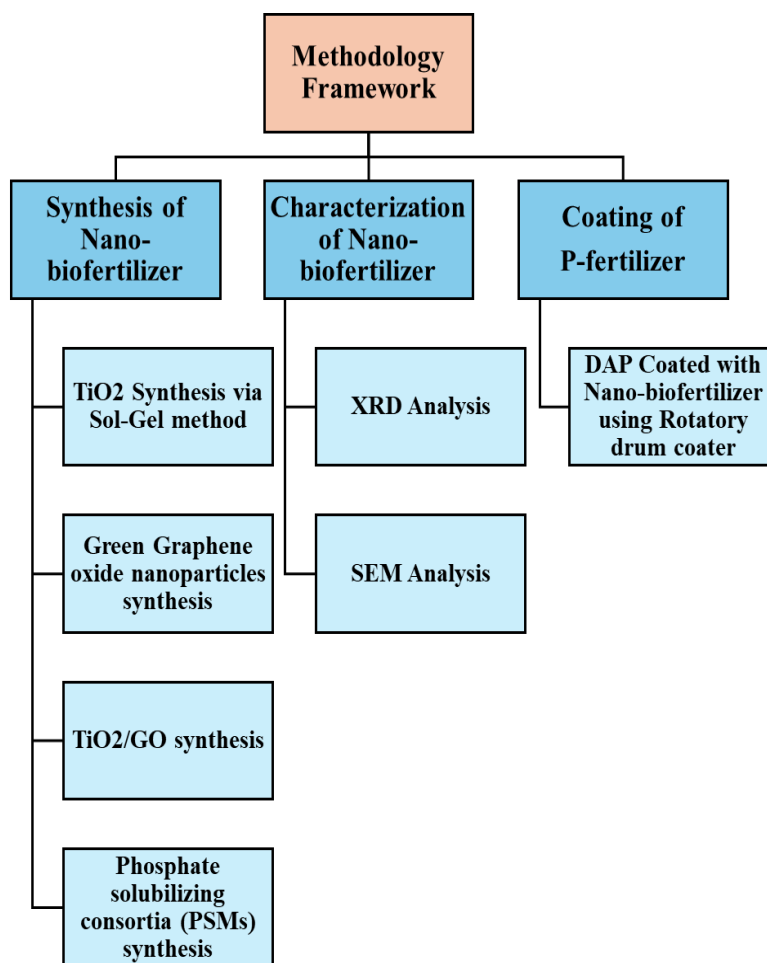 Methodology
Framework
Synthesis of
Nano-
biofertilizer
Characterization
of Nano-
biofertilizer
Coating of
P-fertilizer
TiO2 Synthesis via
Sol-Gel method
XRD Analysis
DAP Coated with
Nano-biofertilizer
using Rotatory
drum coater
Green Graphene
oxide nanoparticles
synthesis
SEM Analysis
TiO2/GO synthesis
Phosphate
solubilizing
consortia (PSMs)
synthesis